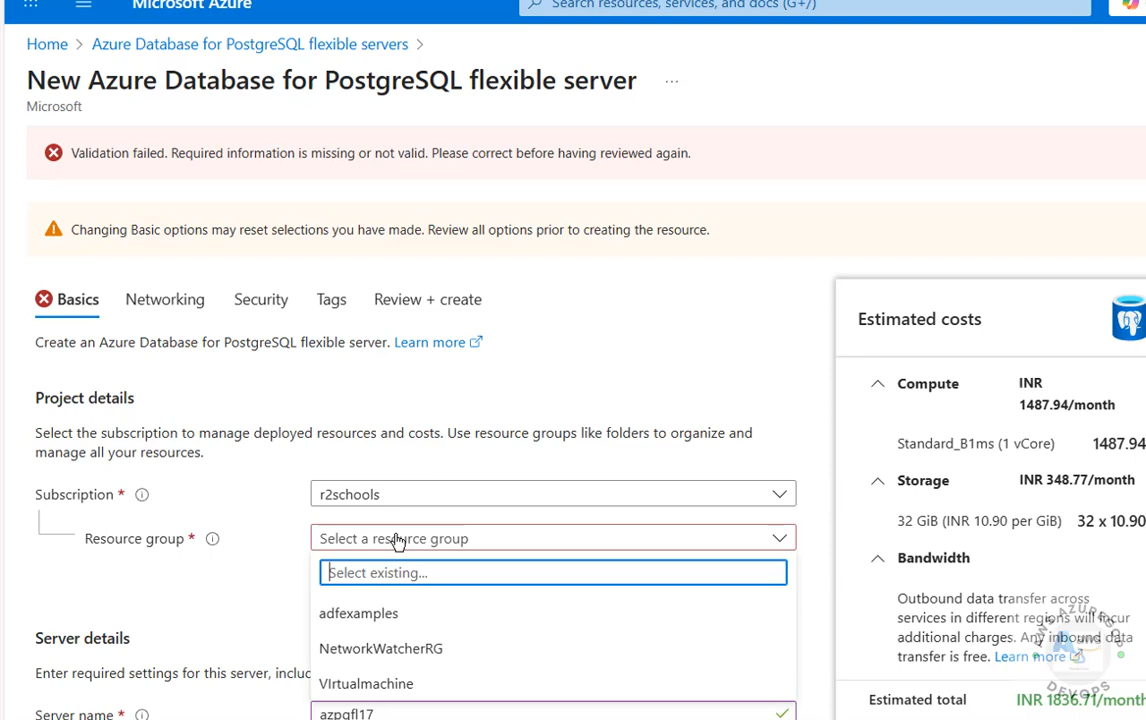 Microsoft Azure
Search resources, services, and docs (G+/)
Home > Azure Database for PostgreSQL flexible servers >
New Azure Database for PostgreSQL flexible server ...
Microsoft
Validation failed. Required information is missing or not valid. Please correct before having reviewed again.
Changing Basic options may reset selections you have made. Review all options prior to creating the resource.
Basics Networking Security Tags Review + create
Create an Azure Database for PostgreSQL flexible server. Learn more
Project details
Select the subscription to manage deployed resources and costs. Use resource groups like folders to organize and
manage all your resources.
Subscription * r2schools
Resource group * Select a resource group
Select existing...
adfexamples
NetworkWatcherRG
VIrtualmachine
Server details
Enter required settings for this server, inclu
Server name * azpgfl17
Estimated costs
Compute INR
1487.94/month
Standard_B1ms (1 vCore) 1487.94
Storage INR 348.77/month
32 GiB (INR 10.90 per GiB) 32 x 10.90
Bandwidth
Outbound data transfer across
services in different regions will incur
additional charges. Any inbound data
transfer is free. Learn more
Estimated total INR 1836.71/month
DEVOPS